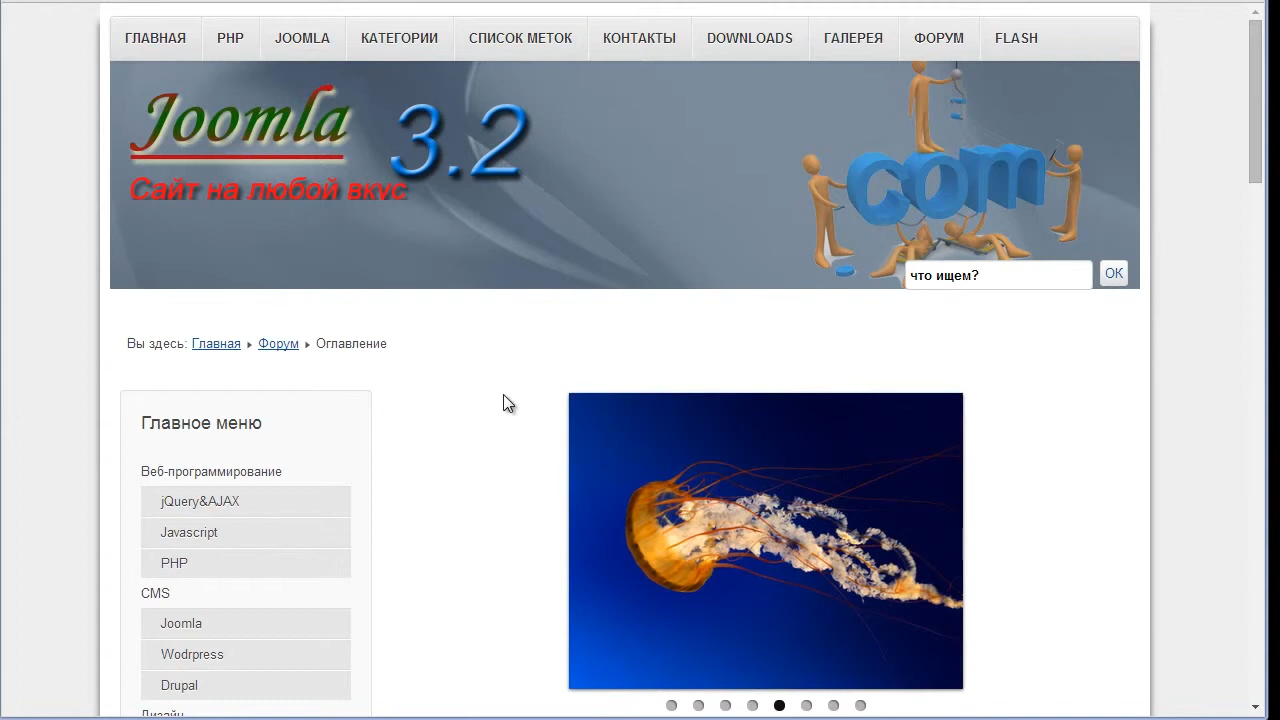 ГЛАВНАЯ PHP JOOMLA КАТЕГОРИИ СПИСОК МЕТОК КОНТАКТЫ DOWNLOADS ГАЛЕРЕЯ ФОРУМ FLASH
Joomla 3.2
Сайт на любой вкус
com
что ищем? OK
Вы здесь: Главная Форум Оглавление
Главное меню
Веб-программирование
jQuery&AJAX
Javascript
PHP
CMS
Joomla
Wodrpress
Drupal
Дизайн